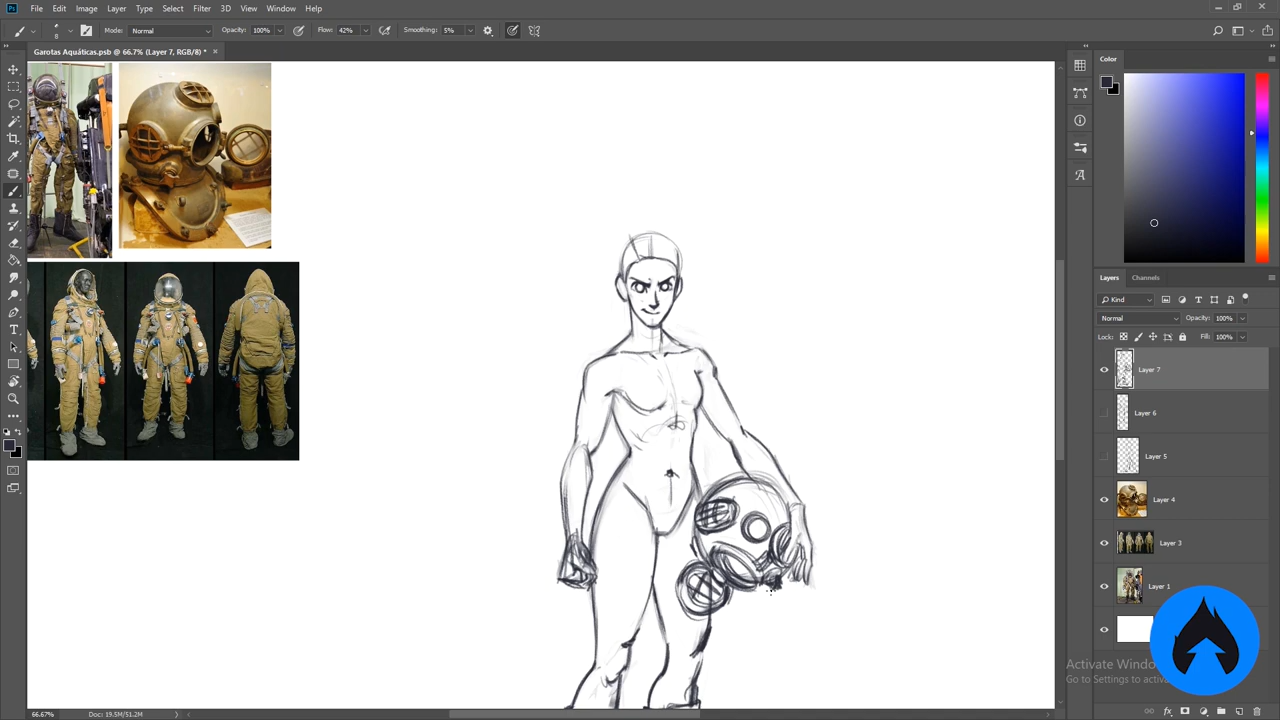 Ps File Edit Image Layer Type Select Filter 3D View Window Help
8 Mode: Normal Opacity: 100% Flow: 42% Smoothing: 5%
Garotas Aquáticas.psb @ 66.7% (Layer 7, RGB/8) *
Color
Layers Channels
Kind
Normal Opacity: 100%
Lock: Fill: 100%
Layer 7
Layer 6
Layer 5
Layer 4
Layer 3
Layer 1
Activate Windo
Go to Settings to activa
66.67% Doc: 19.5M/51.2M